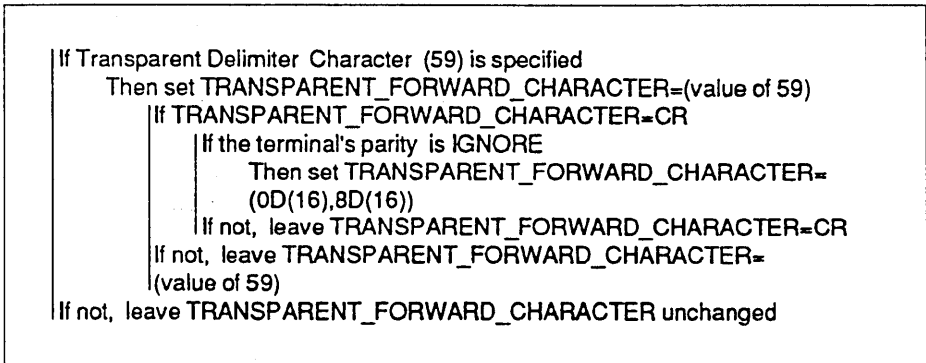 If Transparent Delimiter Character (59) is specified
Then set TRANSPARENT_FORWARD_CHARACTER=(value of 59)
If TRANSPARENT_FORWARD_CHARACTER=CR
If the terminal's parity is IGNORE
Then set TRANSPARENT_FORWARD_CHARACTER=
(0D(16),8D(16))
If not, leave TRANSPARENT_FORWARD_CHARACTER=CR
If not, leave TRANSPARENT_FORWARD_CHARACTER=
(value of 59)
If not, leave TRANSPARENT_FORWARD_CHARACTER unchanged